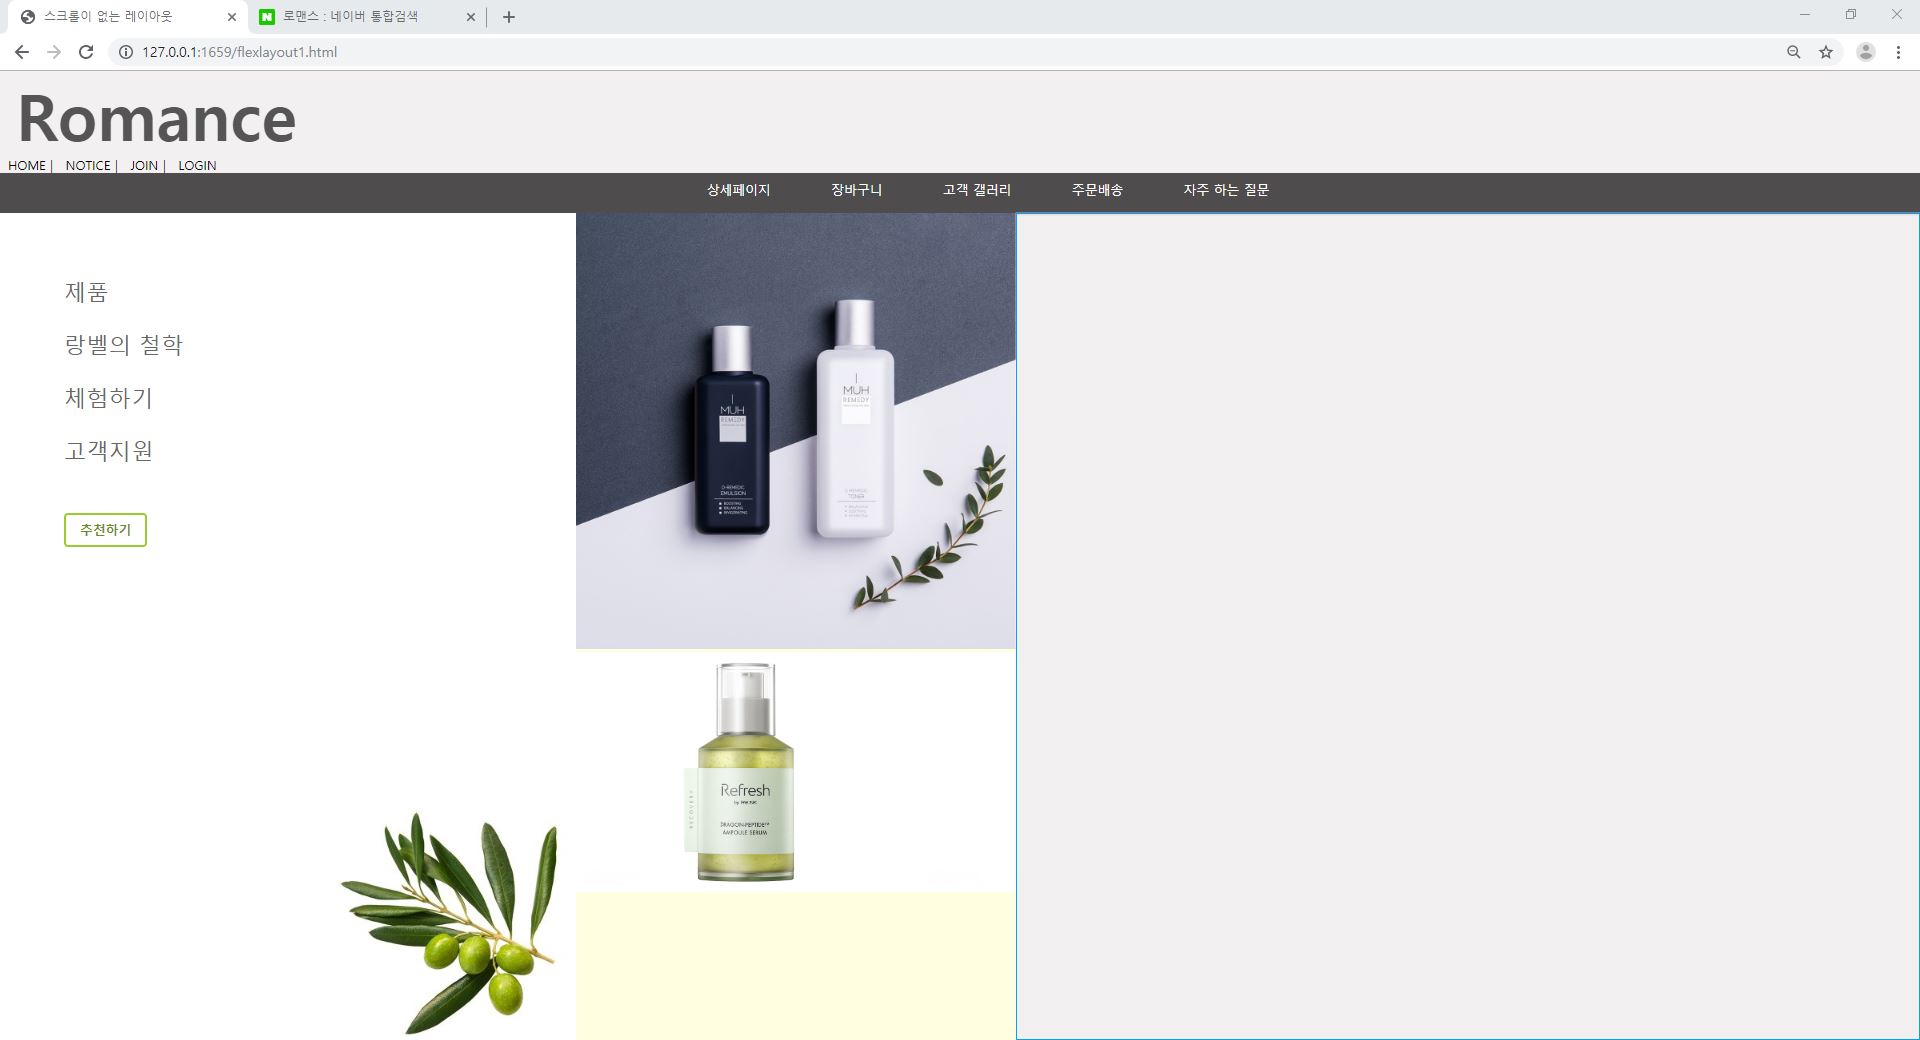 스크롤이 없는 레이아웃
로맨스 : 네이버 통합검색
127.0.0.1:1659/flexlayout1.html
Romance
HOME | NOTICE | JOIN | LOGIN
상세페이지 장바구니 고객 갤러리 주문배송 자주 하는 질문
제품
랑벨의 철학
체험하기
고객지원
추천하기
MUH
REMEDY
EMULSION
MUH
REMEDY
TONER
RECOVERY
Refresh
DRAGON-PEPTIDE™
AMPOULE SERUM